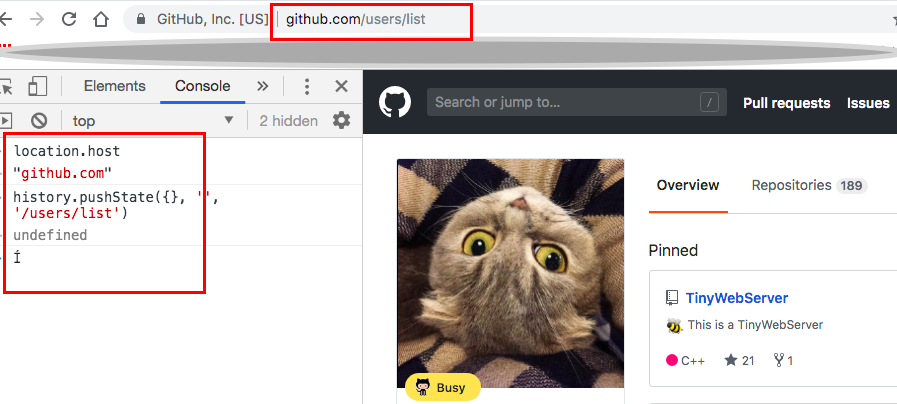 GitHub, Inc. [US] github.com/users/list
Elements Console »
top 2 hidden
location.host
"github.com"
history.pushState({}, '',
'/users/list')
undefined
Í
Search or jump to... /
Pull requests Issues
Overview Repositories 189
Busy
Pinned
TinyWebServer
This is a TinyWebServer
C++ 21 1